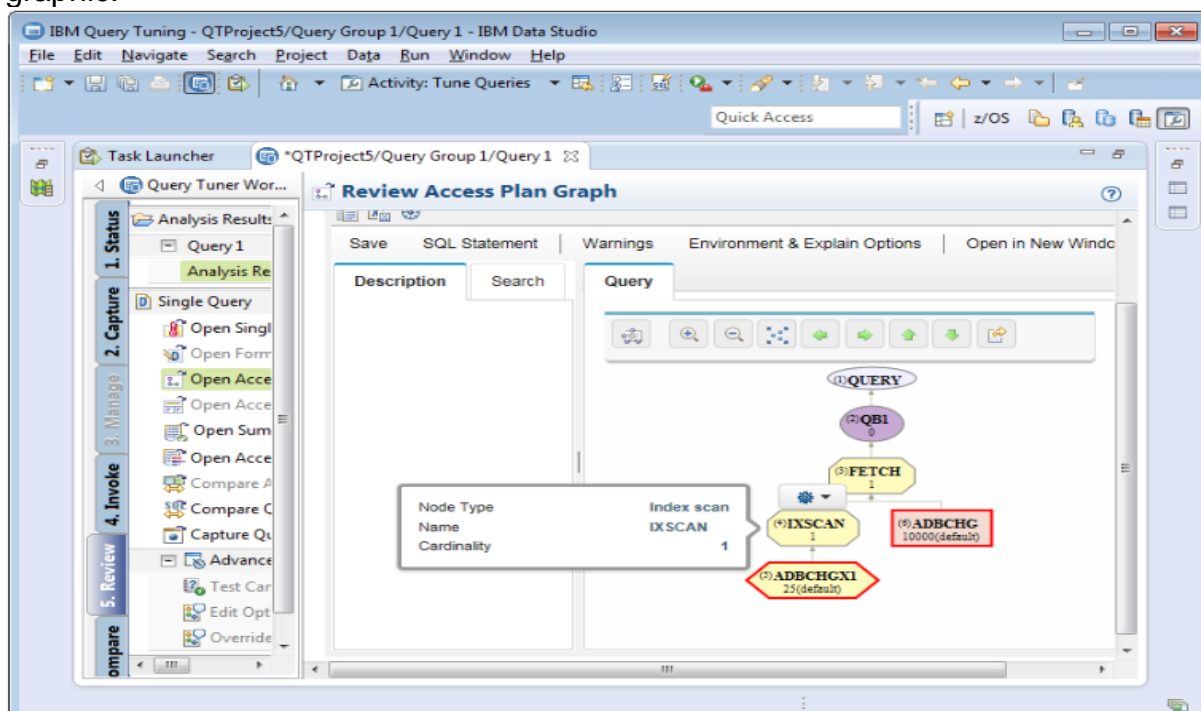 graphic.
IBM Query Tuning - QTProject5/Query Group 1/Query 1 - IBM Data Studio
File Edit Navigate Search Project Data Run Window Help
Activity: Tune Queries
Quick Access
z/OS
Task Launcher
*QTProject5/Query Group 1/Query 1
Query Tuner Wor...
Review Access Plan Graph
1. Status
2. Capture
3. Manage
4. Invoke
5. Review
ompare
Analysis Results
Query 1
Analysis Re
Single Query
Open Singl
Open Form
Open Acce
Open Acce
Open Sum
Open Acce
Compare A
Compare C
Capture Qu
Advance
Test Car
Edit Opt
Override
Save SQL Statement | Warnings Environment & Explain Options | Open in New Windo
Description Search
Query
(1)QUERY
(2)QB1
0
(3)FETCH
1
Node Type Index scan
Name IXSCAN
Cardinality 1
(4)IXSCAN
1
(6)ADBCHG
10000(default)
(5)ADBCHGX1
25(default)